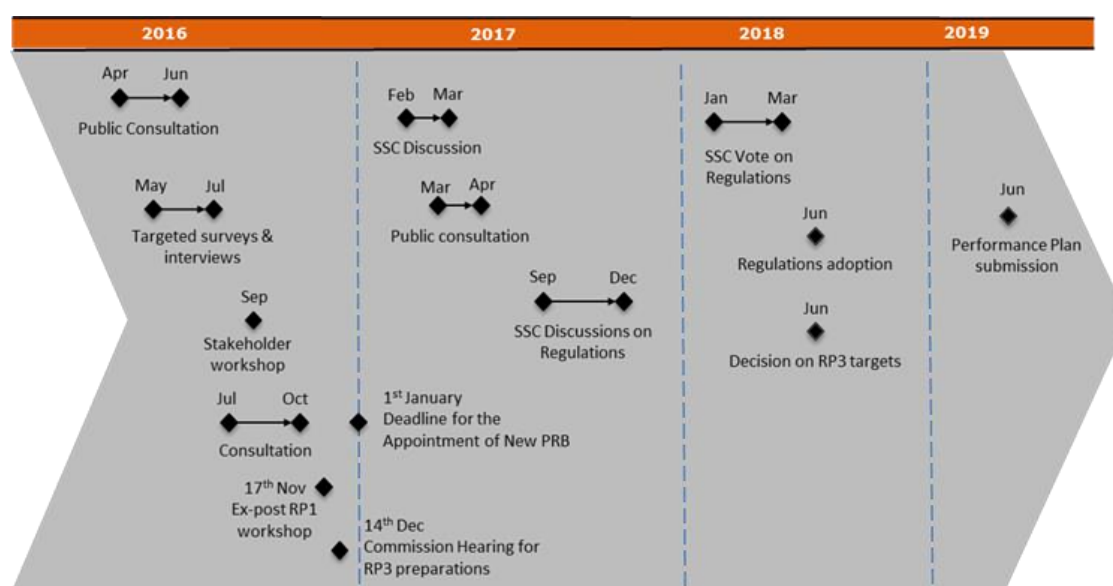 2016 2017 2018 2019
Apr Jun
Public Consultation
May Jul
Targeted surveys &
interviews
Sep
Stakeholder
workshop
Jul Oct
Consultation
17th Nov
Ex-post RP1
workshop
14th Dec
Commission Hearing for
RP3 preparations
1st January
Deadline for the
Appointment of New PRB
Feb Mar
SSC Discussion
Mar Apr
Public consultation
Sep Dec
SSC Discussions on
Regulations
Jan Mar
SSC Vote on
Regulations
Jun
Regulations adoption
Jun
Decision on RP3 targets
Jun
Performance Plan
submission